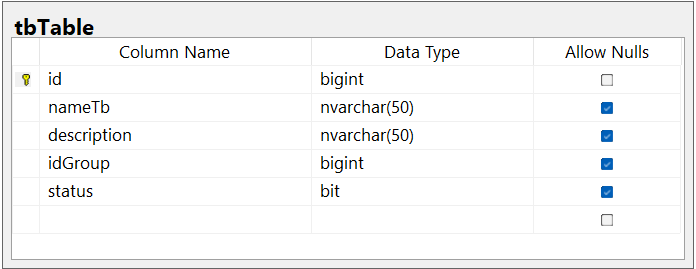 tbTable
Column Name Data Type Allow Nulls
id bigint
nameTb nvarchar(50)
description nvarchar(50)
idGroup bigint
status bit